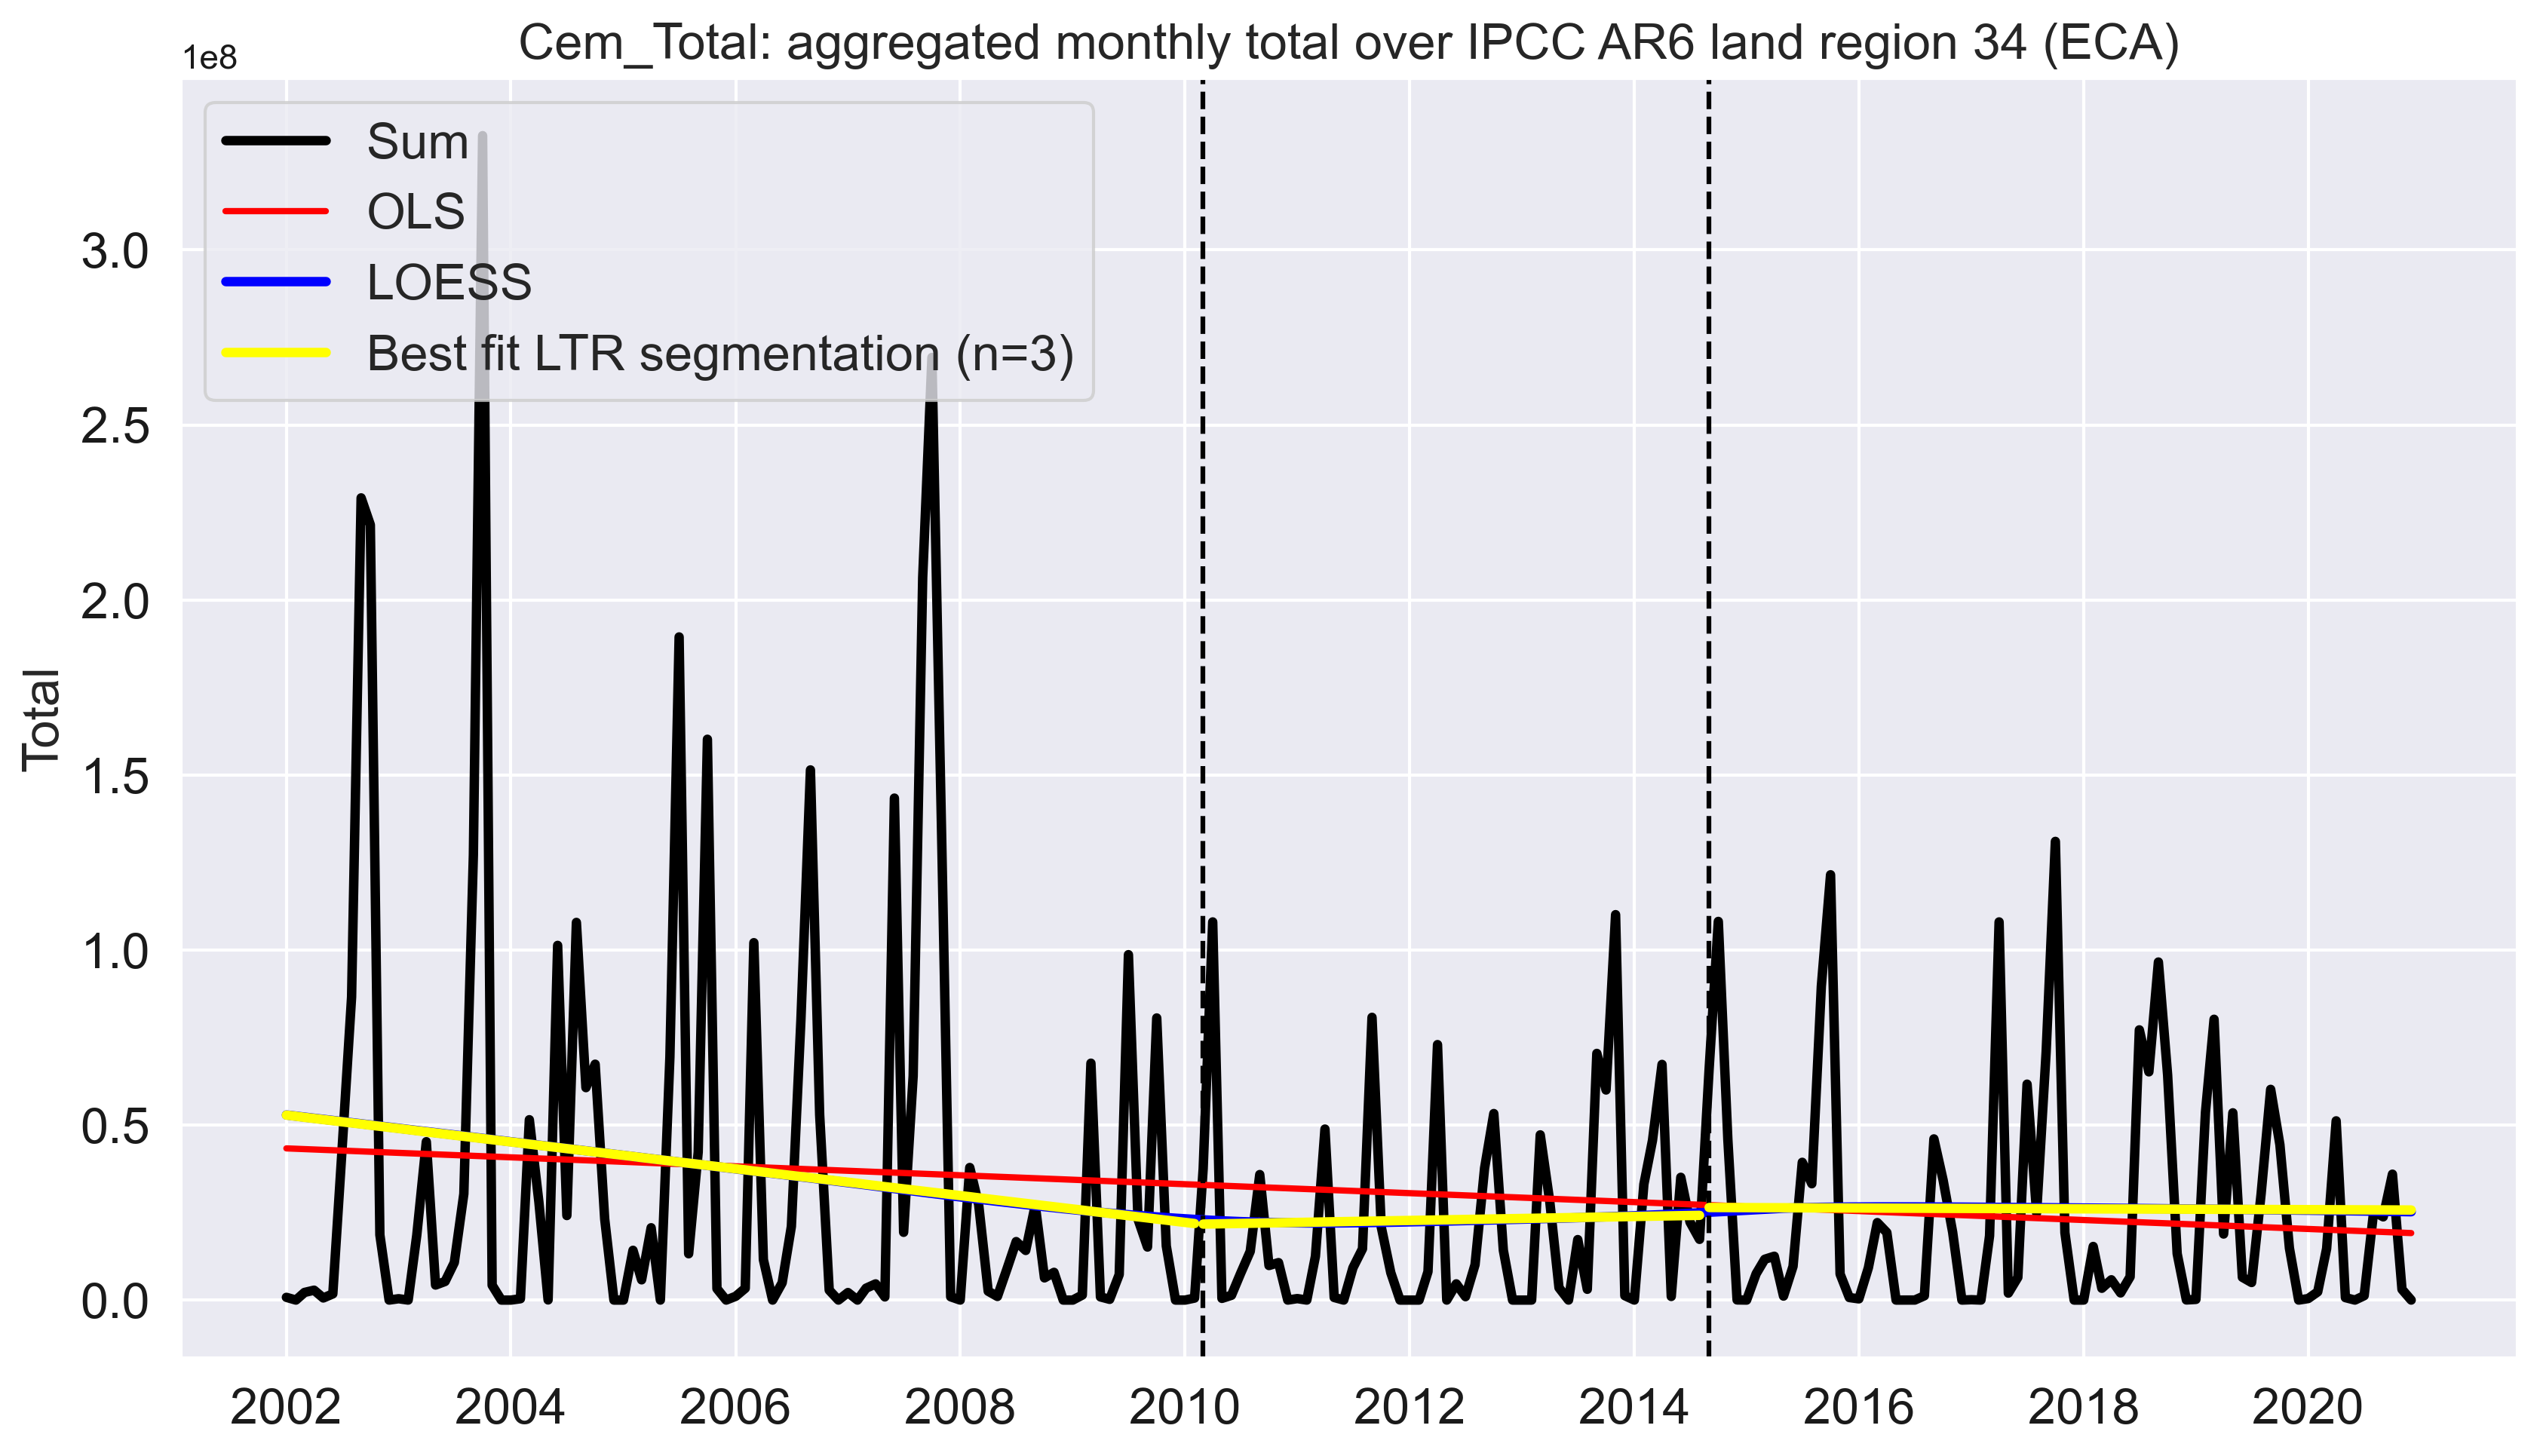 Cem_Total: aggregated monthly total over IPCC AR6 land region 34 (ECA)
1e8
Sum
OLS
LOESS
Best fit LTR segmentation (n=3)
Total
3.0
2.5
2.0
1.5
1.0
0.5
0.0
2002 2004 2006 2008 2010 2012 2014 2016 2018 2020